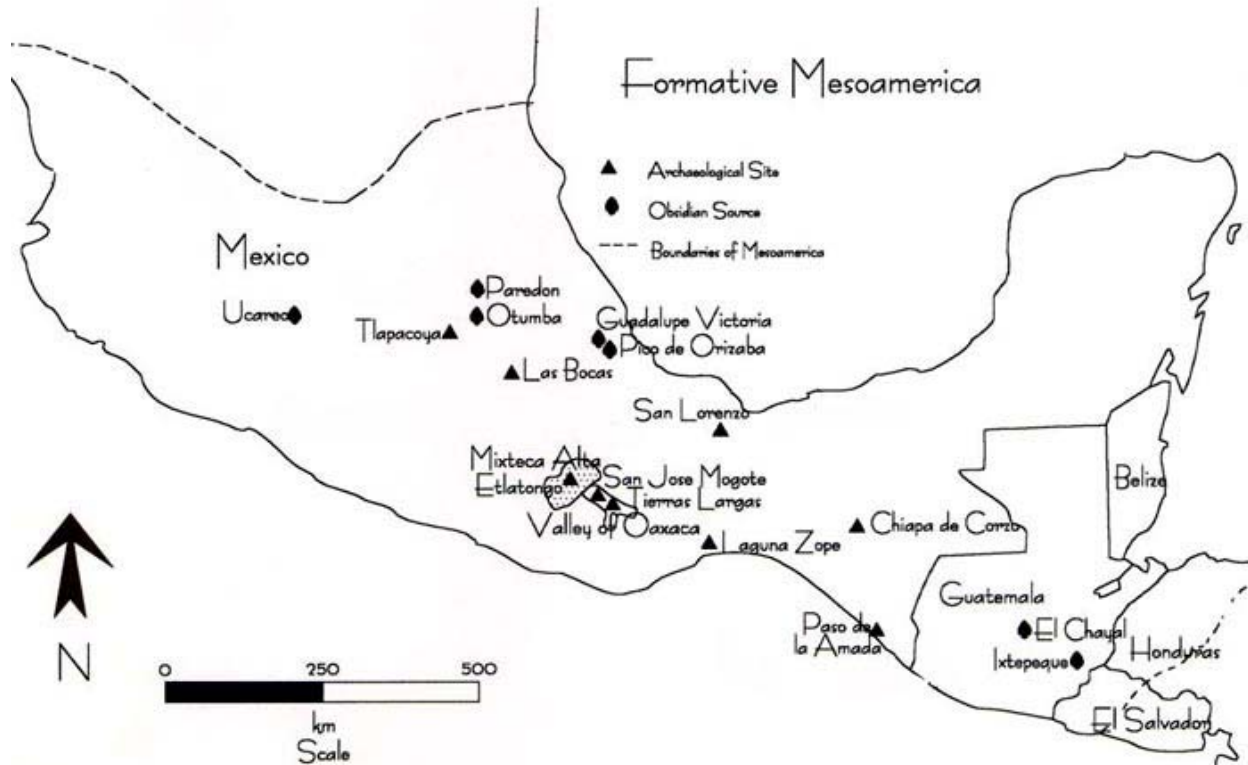 Formative Mesoamerica
Archaeological Site
Obsidian Source
Boundaries of Mesoamerica
Mexico
Ucareo
Paredon
Otumba
Tlapacoya
Guadalupe Victoria
Pico de Orizaba
Las Bocas
San Lorenzo
Mixteca Alta
Etlatongo
San Jose Mogote
Tierras Largas
Valley of Oaxaca
Laguna Zope
Chiapa de Corzo
Belize
Guatemala
El Chayal
Ixtepeque
Honduras
El Salvador
Paso de
la Amada
N
0 250 500
km
Scale